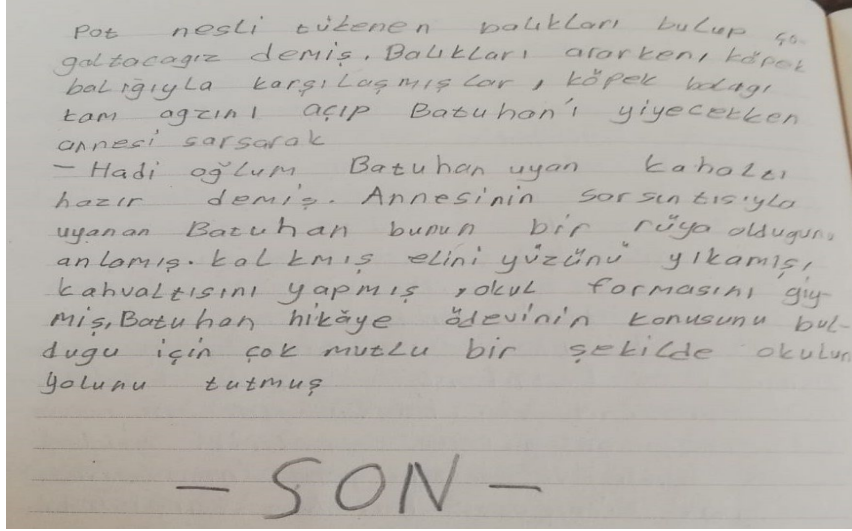 Pot nesli tükenen balıkları bulup ço-
galtacagız demiş. Balıkları ararken, köpek
balığıyla karşılaşmışlar, köpek balıgı
tam agzını açıp Batuhan'ı yiyecekken
annesi sarsarak
- Hadi oğlum Batuhan uyan kahaltı
hazır demiş. Annesinin sarsıntısıyla
uyanan Batuhan bunun bir rüya oldugunu
anlamış. kalkmış elini yüzünü yıkamış,
kahvaltısını yapmış, okul formasını giy-
miş, Batuhan hikâye ödevinin konusunu bul-
dugu için çok mutlu bir şekilde okulun
yolunu tutmuş
- SON -